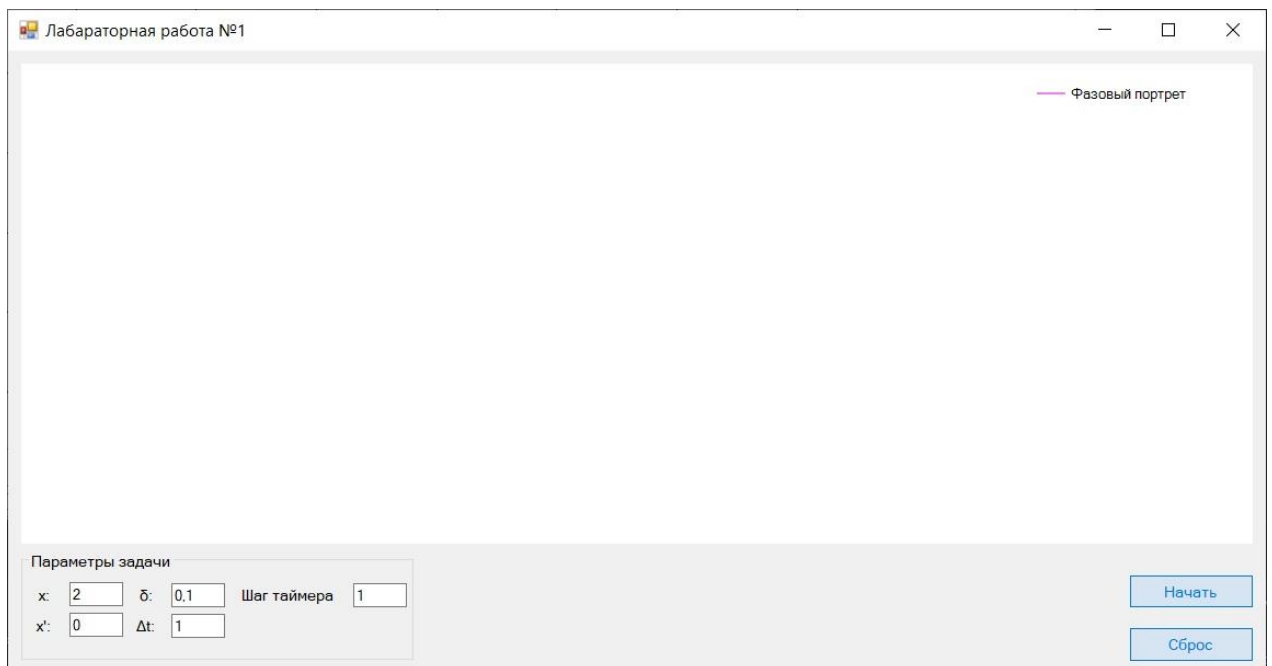 Лабараторная работа №1
Фазовый портрет
Параметры задачи
x: 2 δ: 0,1 Шаг таймера 1
x': 0 Δt: 1
Начать
Сброс